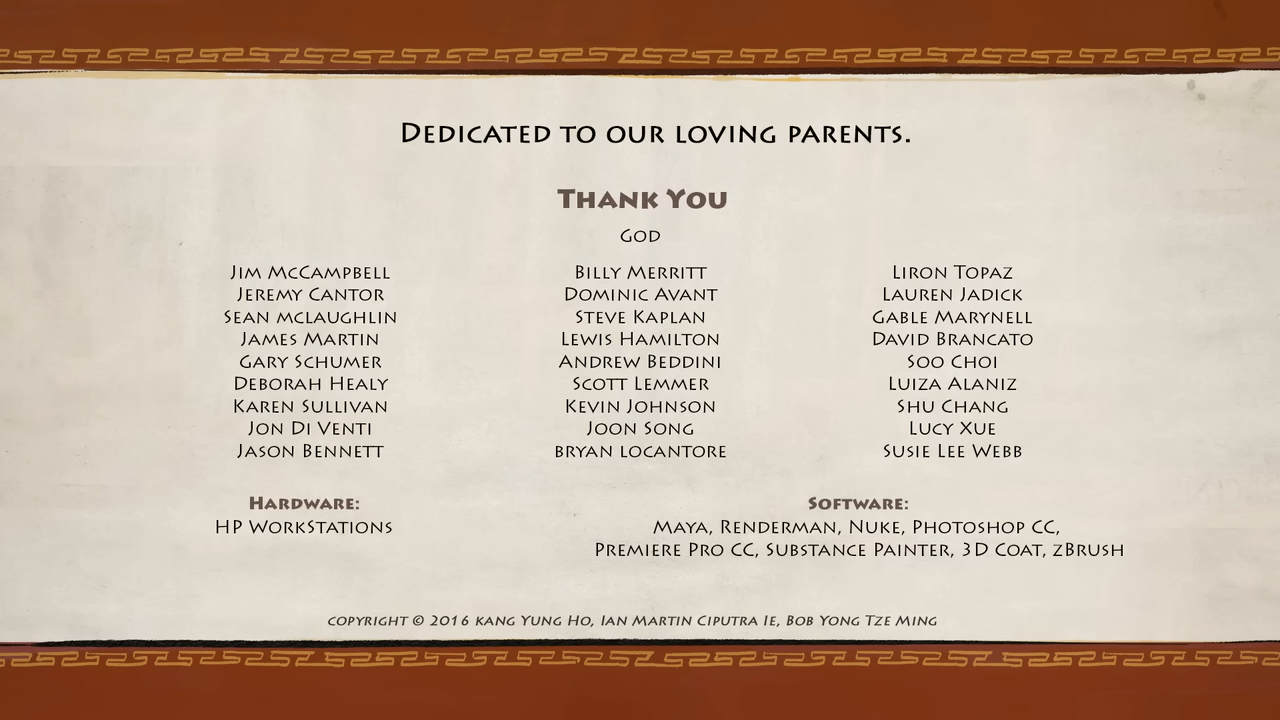 Dedicated to our loving parents.
Thank You
God
Jim McCampbell
Jeremy Cantor
Sean McLaughlin
James Martin
Gary Schumer
Deborah Healy
Karen Sullivan
Jon Di Venti
Jason Bennett
Billy Merritt
Dominic Avant
Steve Kaplan
Lewis Hamilton
Andrew Beddini
Scott Lemmer
Kevin Johnson
Joon Song
Bryan Locantore
Liron Topaz
Lauren Jadick
Gable Marynell
David Brancato
Soo Choi
Luiza Alaniz
Shu Chang
Lucy Xue
Susie Lee Webb
Hardware:
HP WorkStations
Software:
Maya, Renderman, Nuke, Photoshop CC,
Premiere Pro CC, Substance Painter, 3D Coat, zBrush
copyright © 2016 kang Yung Ho, Ian Martin Ciputra Ie, Bob Yong Tze Ming